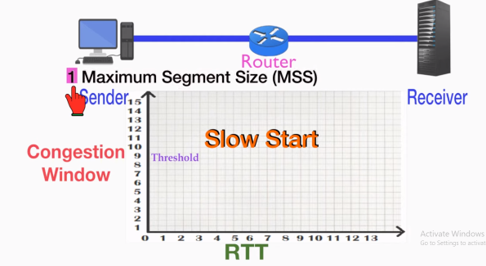 Router
1 Maximum Segment Size (MSS)
Sender
Receiver
15
14
13
12
11
10
9
8
7
6
5
4
3
2
1
Slow Start
Threshold
Congestion
Window
0 1 2 3 4 5 6 7 8 9 10 11 12 13
RTT
Activate Windows
Go to Settings to activat